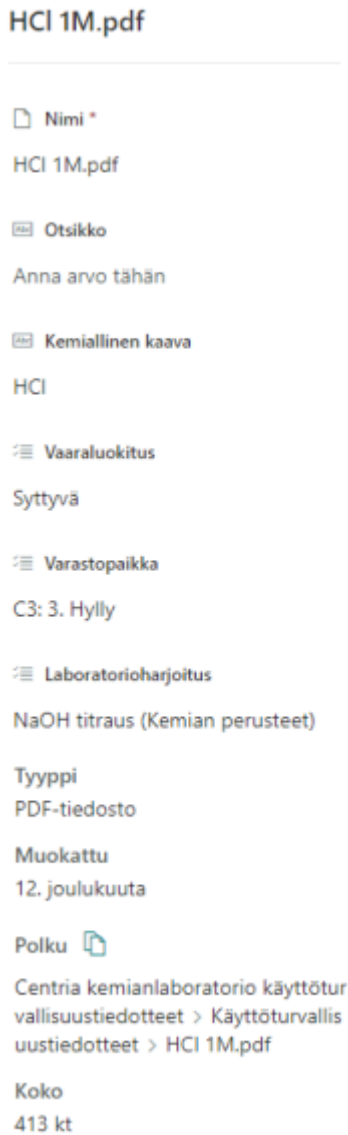 HCl 1M.pdf
Nimi *
HCl 1M.pdf
Abc Otsikko
Anna arvo tähän
Abc Kemiallinen kaava
HCl
Vaaraluokitus
Syttyvä
Varastopaikka
C3: 3. Hylly
Laboratorioharjoitus
NaOH titraus (Kemian perusteet)
Tyyppi
PDF-tiedosto
Muokattu
12. joulukuuta
Polku
Centria kemianlaboratorio käyttötur
vallisuustiedotteet > Käyttöturvallis
uustiedotteet > HCl 1M.pdf
Koko
413 kt